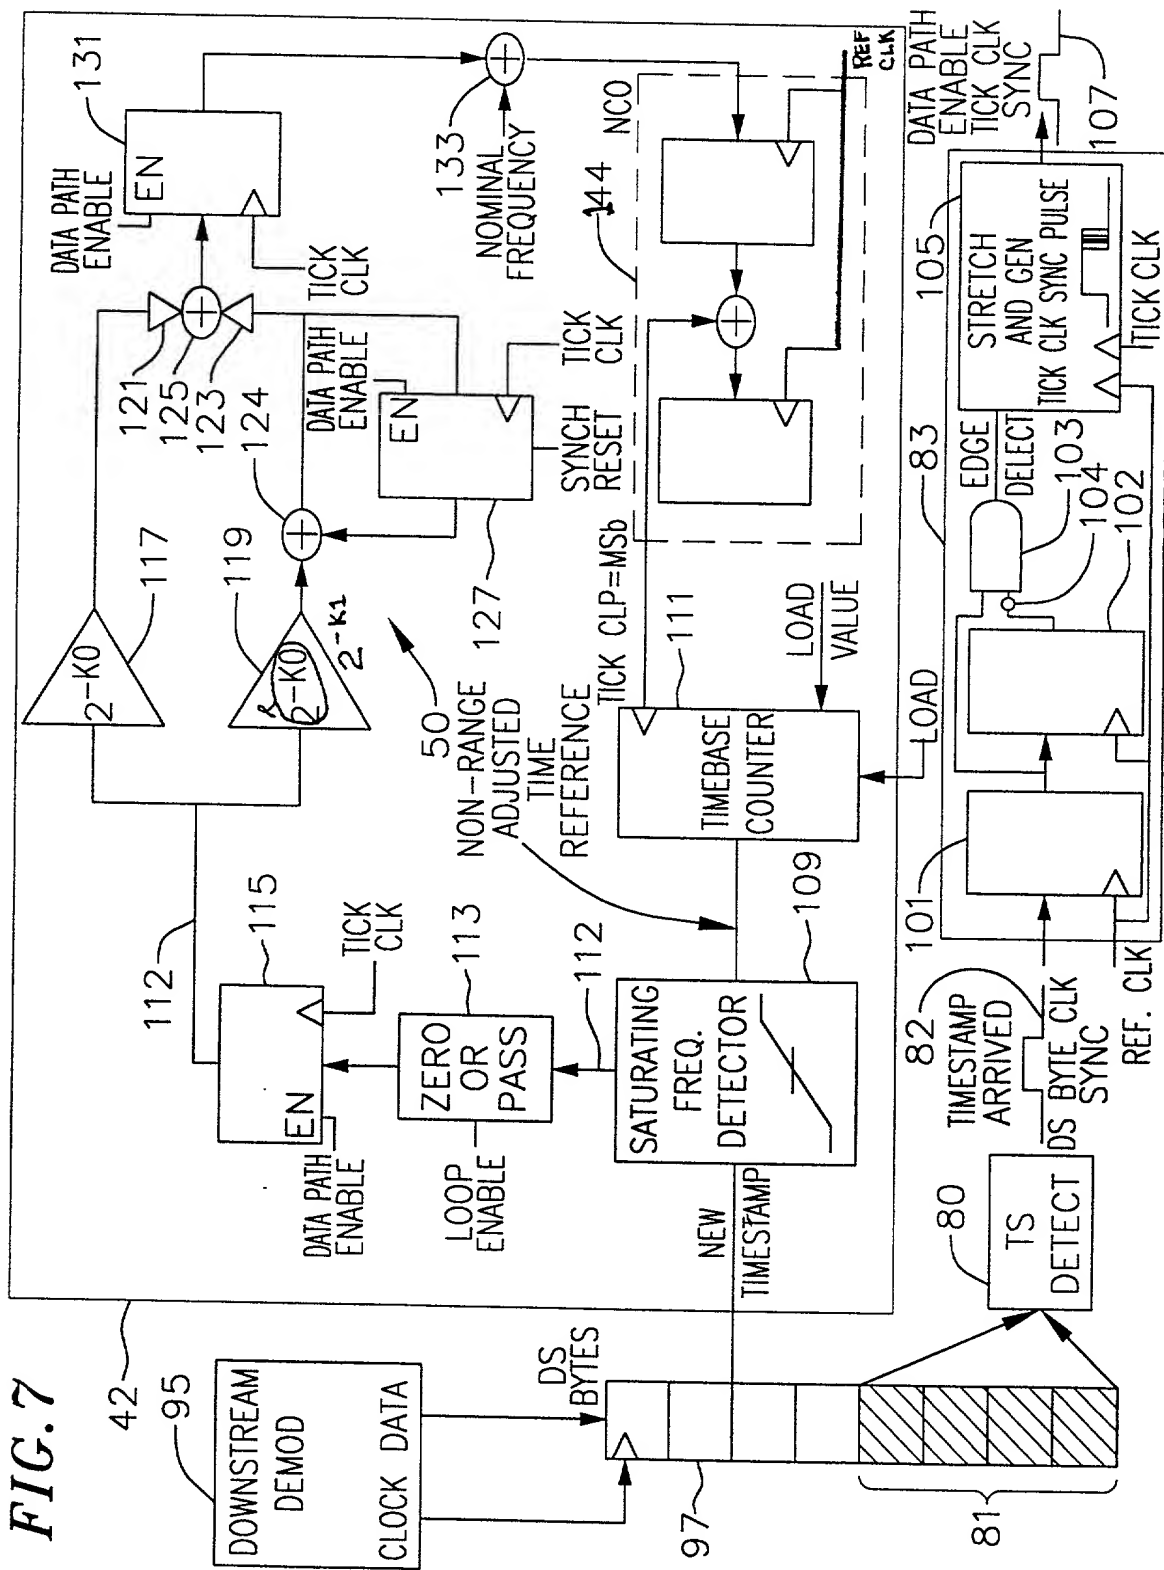 FIG.7
42
95
DOWNSTREAM
DEMOD
CLOCK DATA
DS
BYTES
97
81
80
TS
DETECT
NEW
TIMESTAMP
112
115
EN
DATA PATH
ENABLE
TICK
CLK
113
ZERO
OR
PASS
LOOP
ENABLE
112
SATURATING
FREQ.
DETECTOR
109
50
NON-RANGE
ADJUSTED
TIME
REFERENCE
TIMEBASE
COUNTER
111
LOAD
VALUE
LOAD
TICK CLP=MSb
2-K0
117
2-K0
2-K1
119
124
121
125
123
127
EN
DATA PATH
ENABLE
TICK
CLK
SYNCH
RESET
131
EN
DATA PATH
ENABLE
TICK
CLK
133
NOMINAL
FREQUENCY
144
NCO
REF
CLK
82
TIMESTAMP
ARRIVED
DS BYTE CLK
SYNC
REF. CLK
101
83
102
104
103
EDGE
DELECT
105
STRETCH
AND GEN
TICK CLK SYNC PULSE
TICK CLK
DATA PATH
ENABLE
TICK CLK
SYNC
107